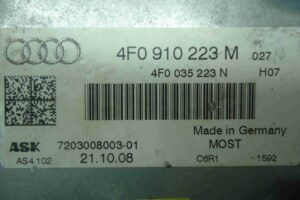 4F0 910 223 M 027
4F0 035 223 N H07
Made in Germany
ASK 7203008003-01 MOST
AS4 102 21.10.08 C6R1 -1592